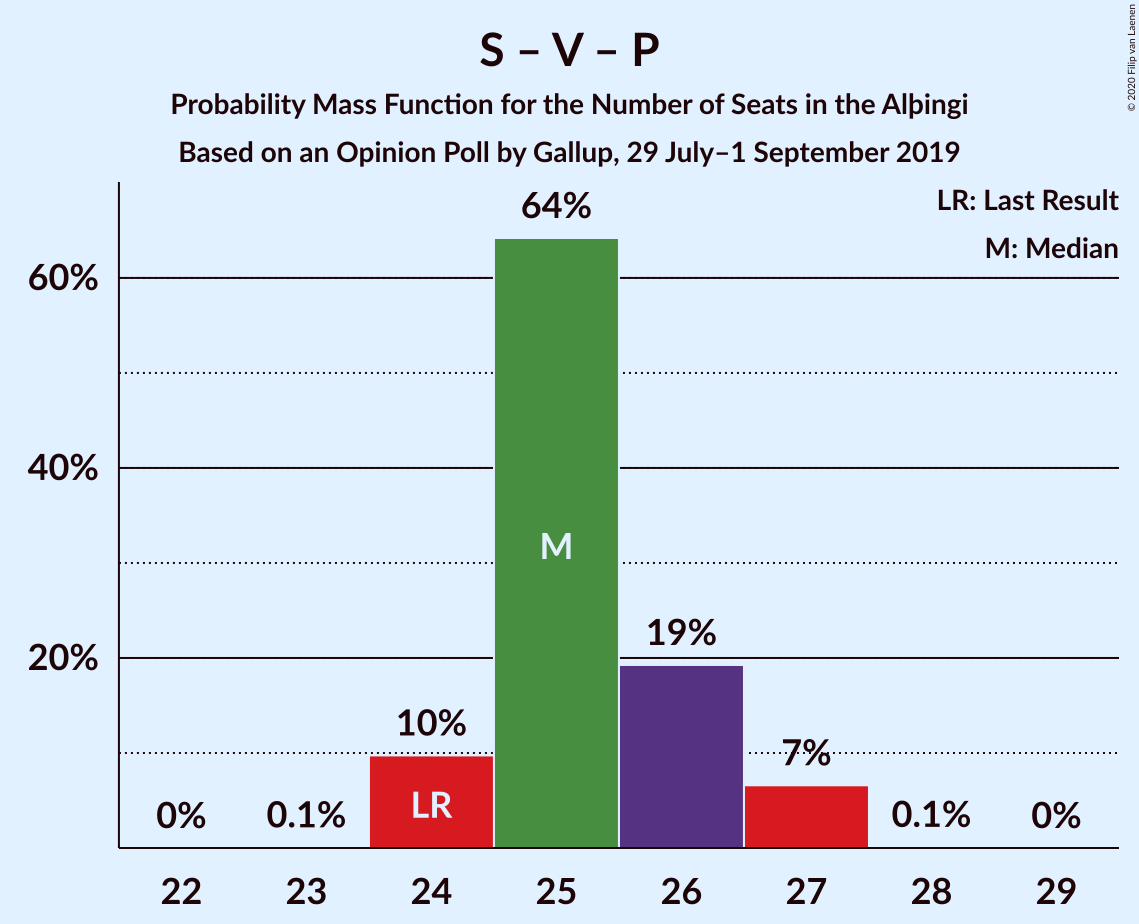 S – V – P
Probability Mass Function for the Number of Seats in the Alþingi
Based on an Opinion Poll by Gallup, 29 July–1 September 2019
© 2020 Filip van Laenen
LR: Last Result
M: Median
64%
60%
40%
M
19%
20%
10%
7%
LR
0%
0.1%
0.1%
0%
22 23 24 25 26 27 28 29